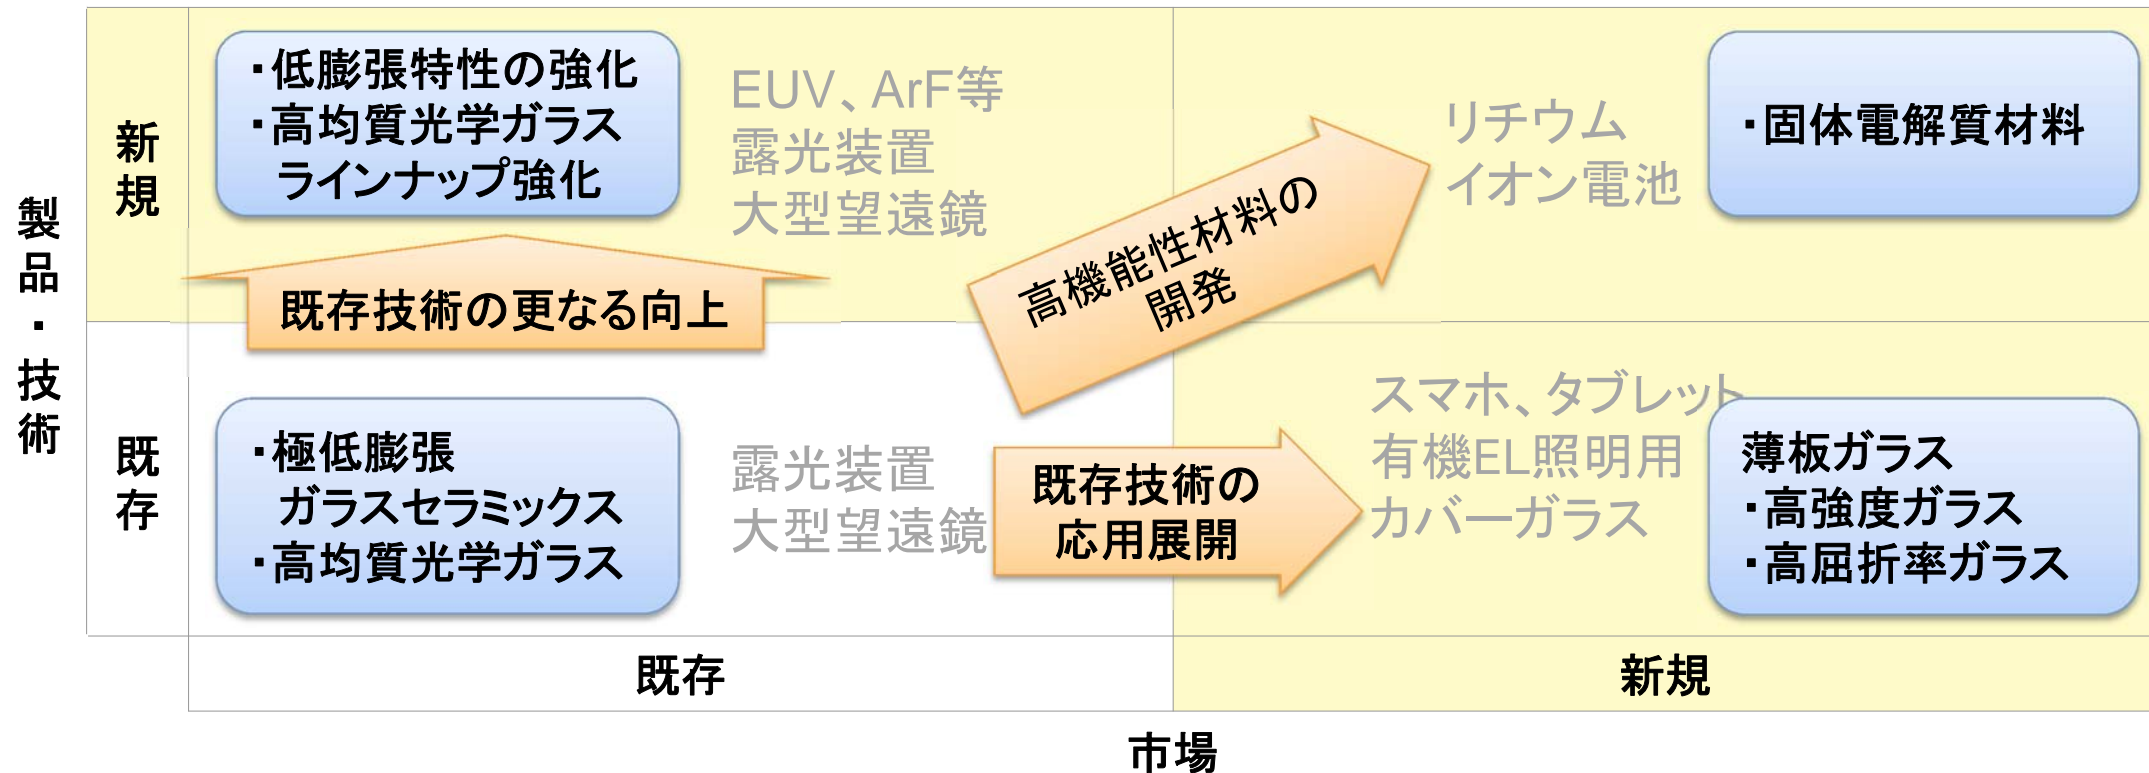 製品・技術
新規
・低膨張特性の強化
・高均質光学ガラス
ラインナップ強化
EUV、ArF等
露光装置
大型望遠鏡
リチウム
イオン電池
・固体電解質材料
既存技術の更なる向上
高機能性材料の
開発
既存
・極低膨張
ガラスセラミックス
・高均質光学ガラス
露光装置
大型望遠鏡
既存技術の
応用展開
スマホ、タブレット
有機EL照明用
カバーガラス
薄板ガラス
・高強度ガラス
・高屈折率ガラス
既存
新規
市場